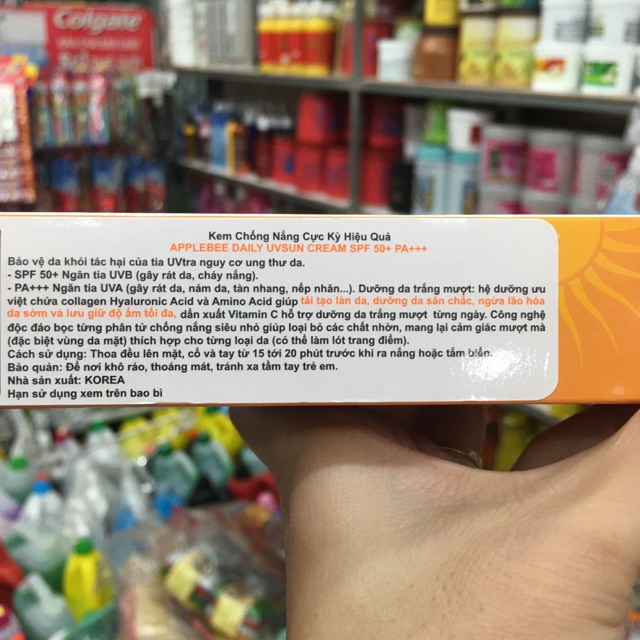 Colgate
Kem Chống Nắng Cực Kỳ Hiệu Quả
APPLEBEE DAILY UVSUN CREAM SPF 50+ PA+++
Bảo vệ da khỏi tác hại của tia UVtra nguy cơ ung thư da.
- SPF 50+ Ngăn tia UVB (gây rát da, cháy nắng).
- PA+++ Ngăn tia UVA (gây rát da, nám da, tàn nhang, nếp nhăn...). Dưỡng da trắng mượt: hệ dưỡng ưu
việt chứa collagen Hyaluronic Acid và Amino Acid giúp tái tạo làn da, dưỡng da săn chắc, ngừa lão hóa
da sớm và lưu giữ độ ẩm tối đa, dẫn xuất Vitamin C hỗ trợ dưỡng da trắng mượt từng ngày. Công nghệ
độc đáo bọc từng phân tử chống nắng siêu nhỏ giúp loại bỏ các chất nhờn, mang lại cảm giác mượt mà
(đặc biệt vùng da mặt) thích hợp cho từng loại da (có thể làm lót trang điểm).
Cách sử dụng: Thoa đều lên mặt, cổ và tay từ 15 tới 20 phút trước khi ra nắng hoặc tắm biển.
Bảo quản: Để nơi khô ráo, thoáng mát, tránh xa tầm tay trẻ em.
Nhà sản xuất: KOREA
Hạn sử dụng xem trên bao bì